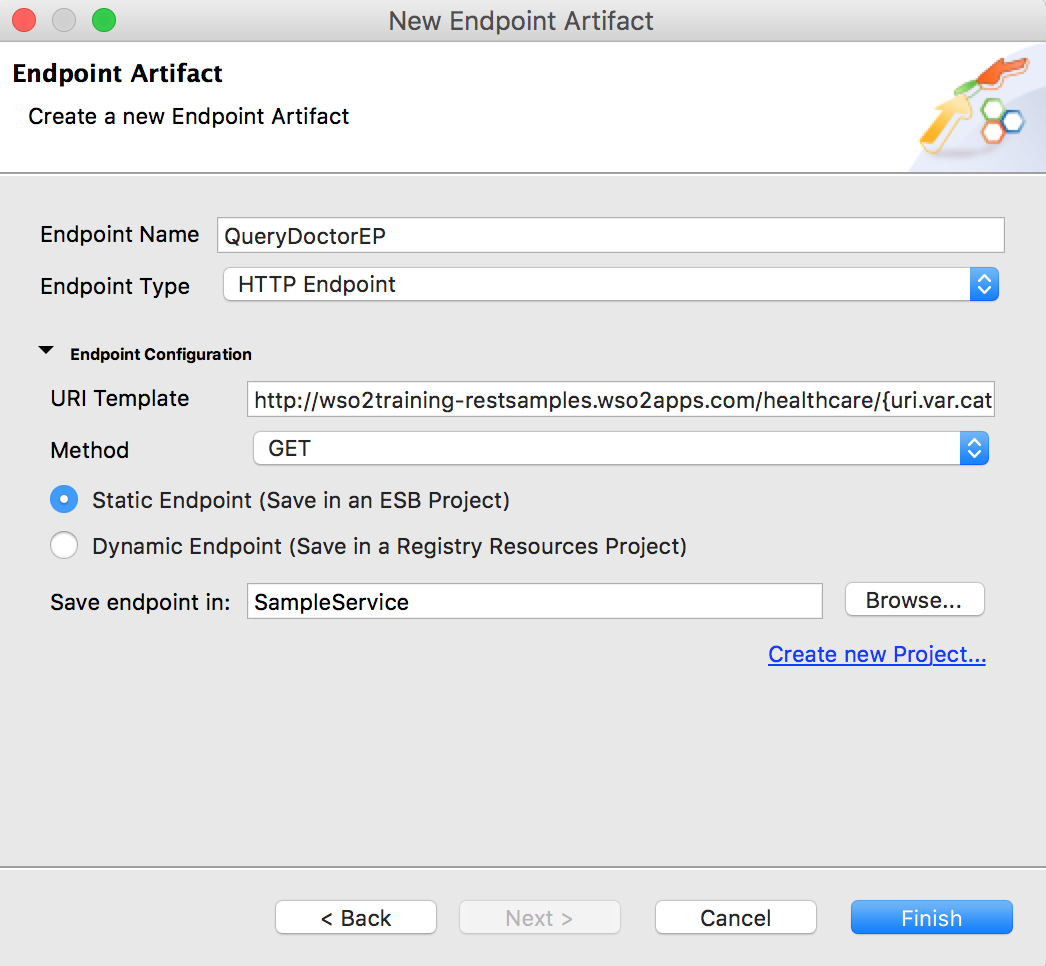 New Endpoint Artifact
Endpoint Artifact
Create a new Endpoint Artifact
Endpoint Name QueryDoctorEP
Endpoint Type HTTP Endpoint
Endpoint Configuration
URI Template http://wso2training-restsamples.wso2apps.com/healthcare/{uri.var.cat
Method GET
Static Endpoint (Save in an ESB Project)
Dynamic Endpoint (Save in a Registry Resources Project)
Save endpoint in: SampleService Browse...
Create new Project...
< Back Next > Cancel Finish